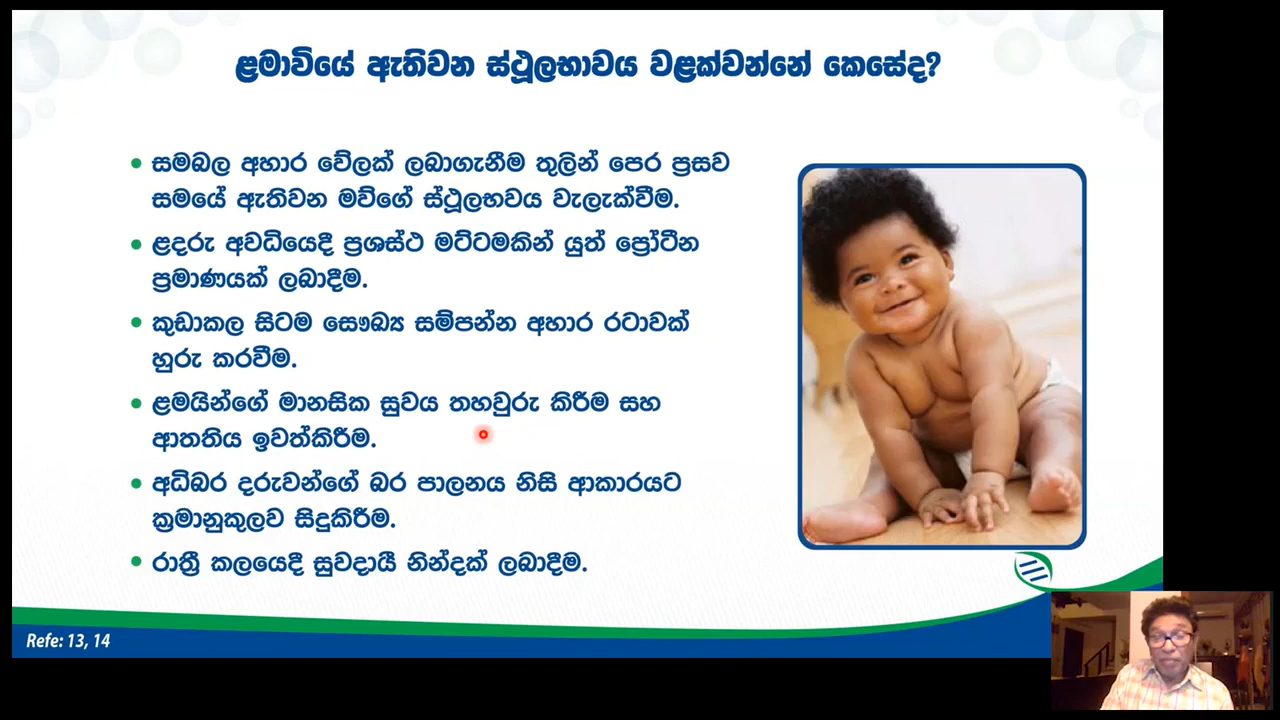 ළමාවියේ ඇතිවන ස්ථූලභාවය වළක්වන්නේ කෙසේද?
• සමබල අහාර වේලක් ලබාගැනීම තුලින් පෙර ප්‍රසව
සමයේ ඇතිවන මව්ගේ ස්ථූලභවය වැලැක්වීම.
• ළදරු අවධියෙදී ප්‍රශස්ථ මට්ටමකින් යුත් ප්‍රෝටීන
ප්‍රමාණයක් ලබාදීම.
• කුඩාකල සිටම සෞඛ්‍ය සම්පන්න අහාර රටාවක්
හුරු කරවීම.
• ළමයින්ගේ මානසික සුවය තහවුරු කිරීම සහ
ආතතිය ඉවත්කිරීම.
• අධිබර දරුවන්ගේ බර පාලනය නිසි ආකාරයට
ක්‍රමානුකුලව සිදුකිරීම.
• රාත්‍රී කලයෙදී සුවදායී නින්දක් ලබාදීම.
Refe: 13, 14